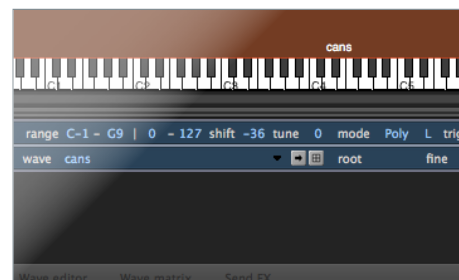 cans
C1 C2 C3 C4 C5
range C-1 - G9 | 0 - 127 shift -36 tune 0 mode Poly L trig
wave cans root fine
Wave editor Wave matrix Send FX